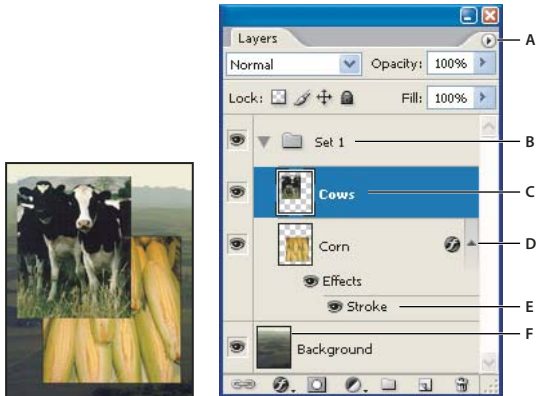 Layers
A
Normal Opacity: 100%
Lock: Fill: 100%
Set 1
B
Cows
C
Corn
D
Effects
Stroke
E
F
Background